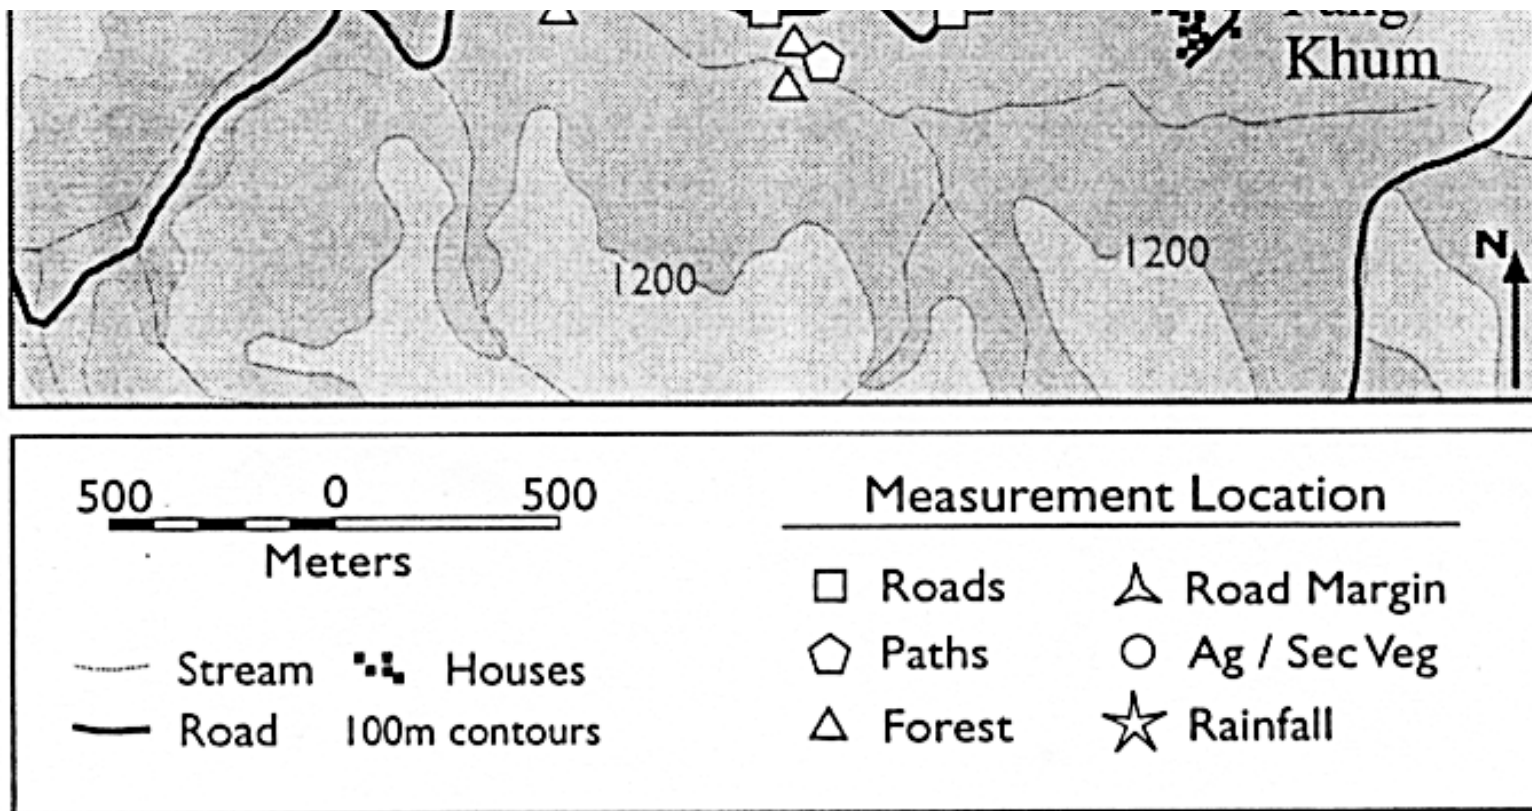 Khum
1200
1200
N
500 0 500
Meters
Stream Houses
Road 100m contours
Measurement Location
Roads Road Margin
Paths Ag / Sec Veg
Forest Rainfall